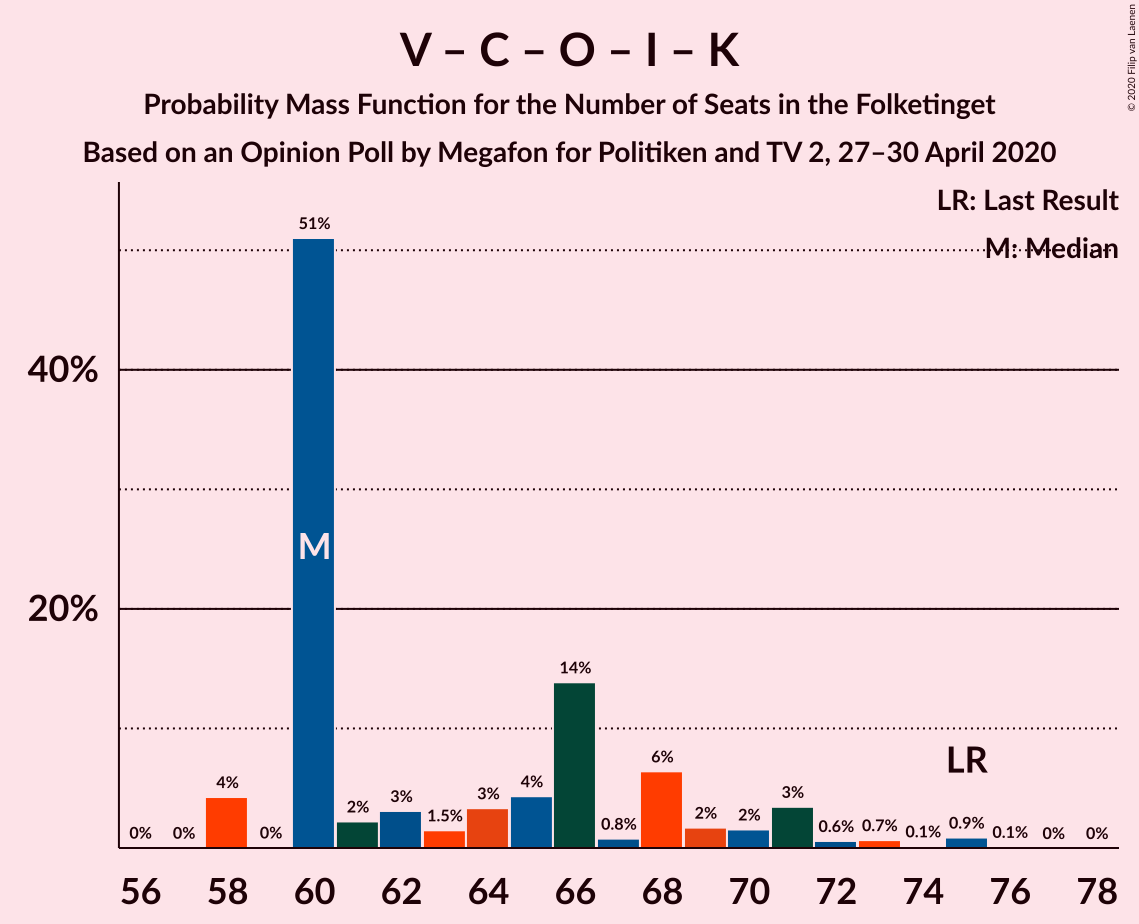 V – C – O – I – K
Probability Mass Function for the Number of Seats in the Folketinget
Based on an Opinion Poll by Megafon for Politiken and TV 2, 27–30 April 2020
© 2020 Filip van Laenen
LR: Last Result
M: Median
40%
20%
0% 0% 4% 0% 51% 2% 3% 1.5% 3% 4% 14% 0.8% 6% 2% 2% 3% 0.6% 0.7% 0.1% 0.9% 0.1% 0% 0%
M
LR
56 58 60 62 64 66 68 70 72 74 76 78